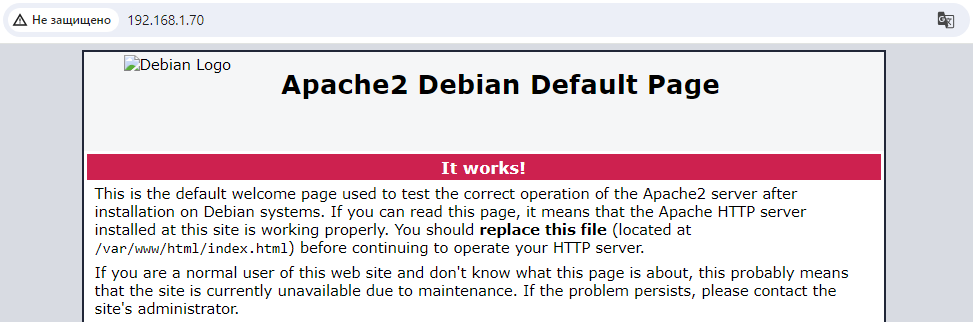 Не защищено 192.168.1.70
Debian Logo
Apache2 Debian Default Page
It works!
This is the default welcome page used to test the correct operation of the Apache2 server after
installation on Debian systems. If you can read this page, it means that the Apache HTTP server
installed at this site is working properly. You should replace this file (located at
/var/www/html/index.html) before continuing to operate your HTTP server.
If you are a normal user of this web site and don't know what this page is about, this probably means
that the site is currently unavailable due to maintenance. If the problem persists, please contact the
site's administrator.